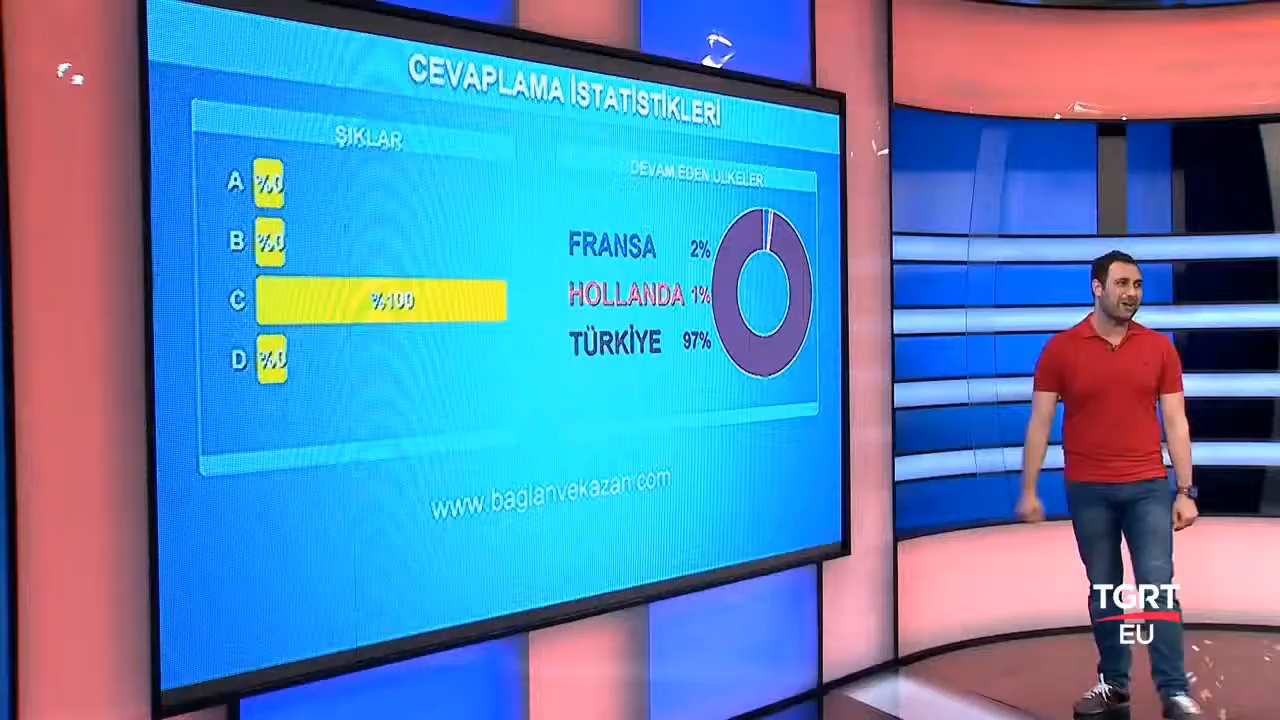 CEVAPLAMA İSTATİSTİKLERİ
ŞIKLAR
A %0
B %0
C %100
D %0
DEVAM EDEN ÜLKELER
FRANSA 2%
HOLLANDA 1%
TÜRKİYE 97%
www.baglanvekazan.com
TGRT
EU